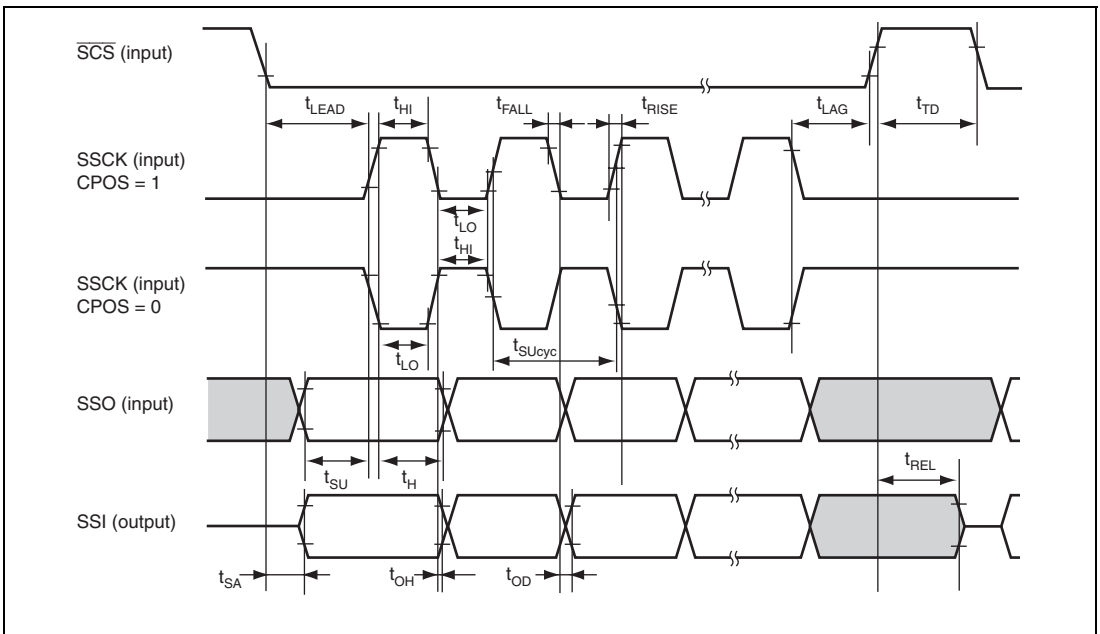 SCS (input)
tLEAD tHI tFALL tRISE tLAG tTD
SSCK (input)
CPOS = 1
tLO
tHI
SSCK (input)
CPOS = 0
tLO
tSUcyc
SSO (input)
tSU tH tREL
SSI (output)
tSA tOH tOD